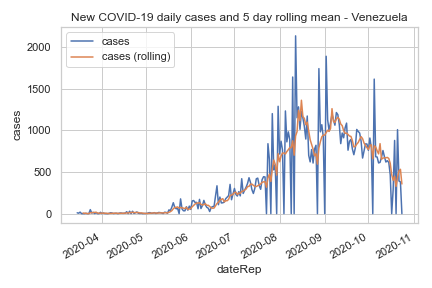 New COVID-19 daily cases and 5 day rolling mean - Venezuela
cases
cases (rolling)
2000
1500
1000
500
0
cases
2020-04
2020-05
2020-06
2020-07
2020-08
2020-09
2020-10
2020-11
dateRep